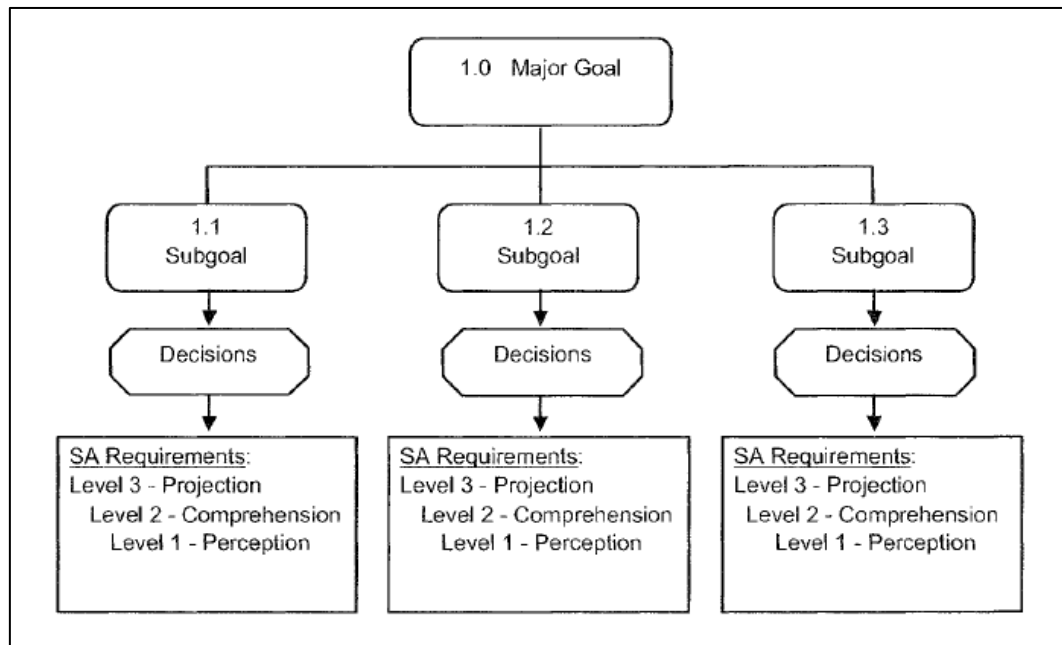 1.0 Major Goal
1.1
Subgoal
1.2
Subgoal
1.3
Subgoal
Decisions
Decisions
Decisions
SA Requirements:
Level 3 - Projection
Level 2 - Comprehension
Level 1 - Perception
SA Requirements:
Level 3 - Projection
Level 2 - Comprehension
Level 1 - Perception
SA Requirements:
Level 3 - Projection
Level 2 - Comprehension
Level 1 - Perception